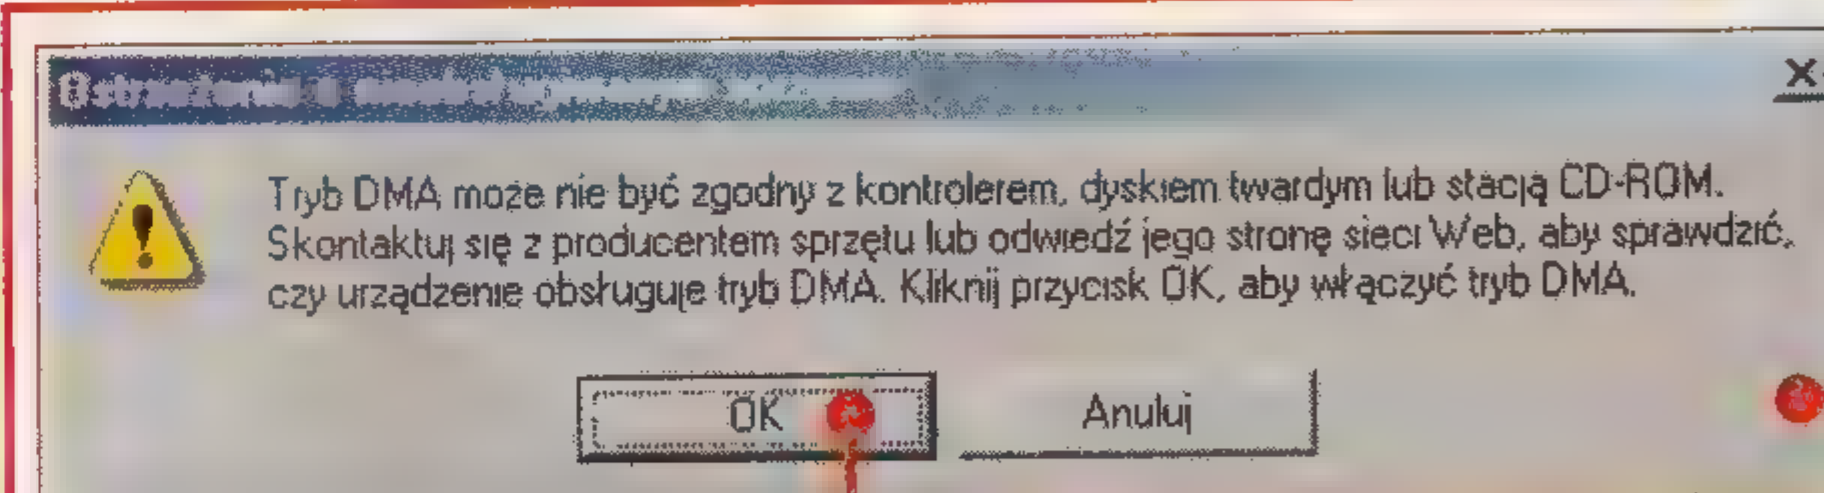 Tryb DMA może nie być zgodny z kontrolerem, dyskiem twardym lub stacją CD-ROM.
Skontaktuj się z producentem sprzętu lub odwiedź jego stronę sieci Web, aby sprawdzić,
czy urządzenie obsługuje tryb DMA. Kliknij przycisk OK, aby włączyć tryb DMA.
OK
Anuluj